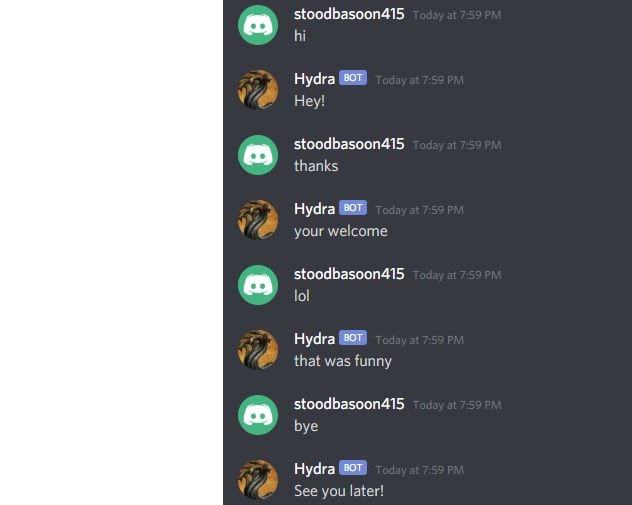 stoodbasoon415 Today at 7:59 PM
hi
Hydra BOT Today at 7:59 PM
Hey!
stoodbasoon415 Today at 7:59 PM
thanks
Hydra BOT Today at 7:59 PM
your welcome
stoodbasoon415 Today at 7:59 PM
lol
Hydra BOT Today at 7:59 PM
that was funny
stoodbasoon415 Today at 7:59 PM
bye
Hydra BOT Today at 7:59 PM
See you later!